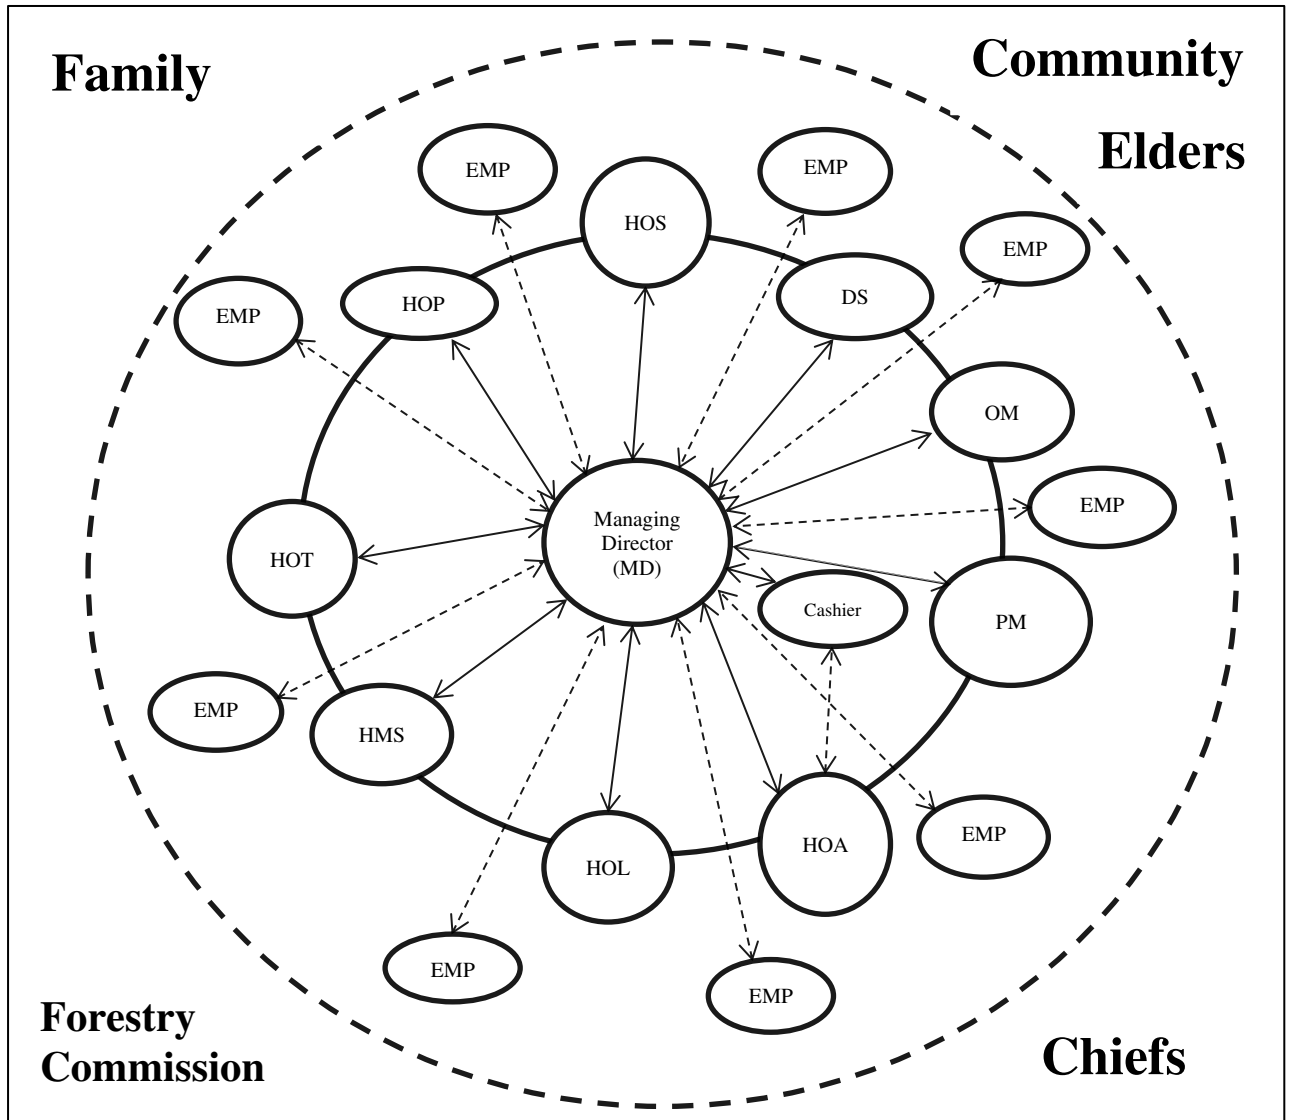 Family
Community
Elders
EMP
EMP
HOS
EMP
DS
HOP
EMP
OM
EMP
Managing
Director
(MD)
HOT
Cashier
PM
EMP
HMS
EMP
HOA
HOL
EMP
EMP
Forestry
Commission
Chiefs